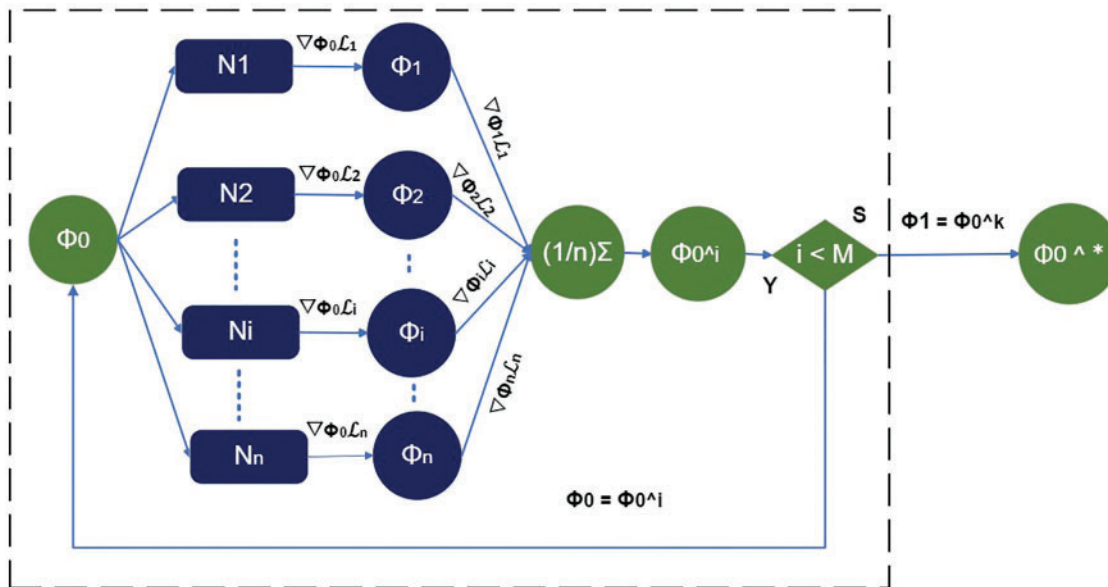 Φ0
N1
▽Φ0ℒ1
Φ1
▽Φ1ℒ1
N2
▽Φ0ℒ2
Φ2
▽Φ2ℒ2
Ni
▽Φ0ℒi
Φi
▽Φiℒi
Nn
▽Φ0ℒn
Φn
▽Φnℒn
(1/n)Σ
Φ0^i
i < M
S
Y
Φ1 = Φ0^k
Φ0 ^ *
Φ0 = Φ0^i